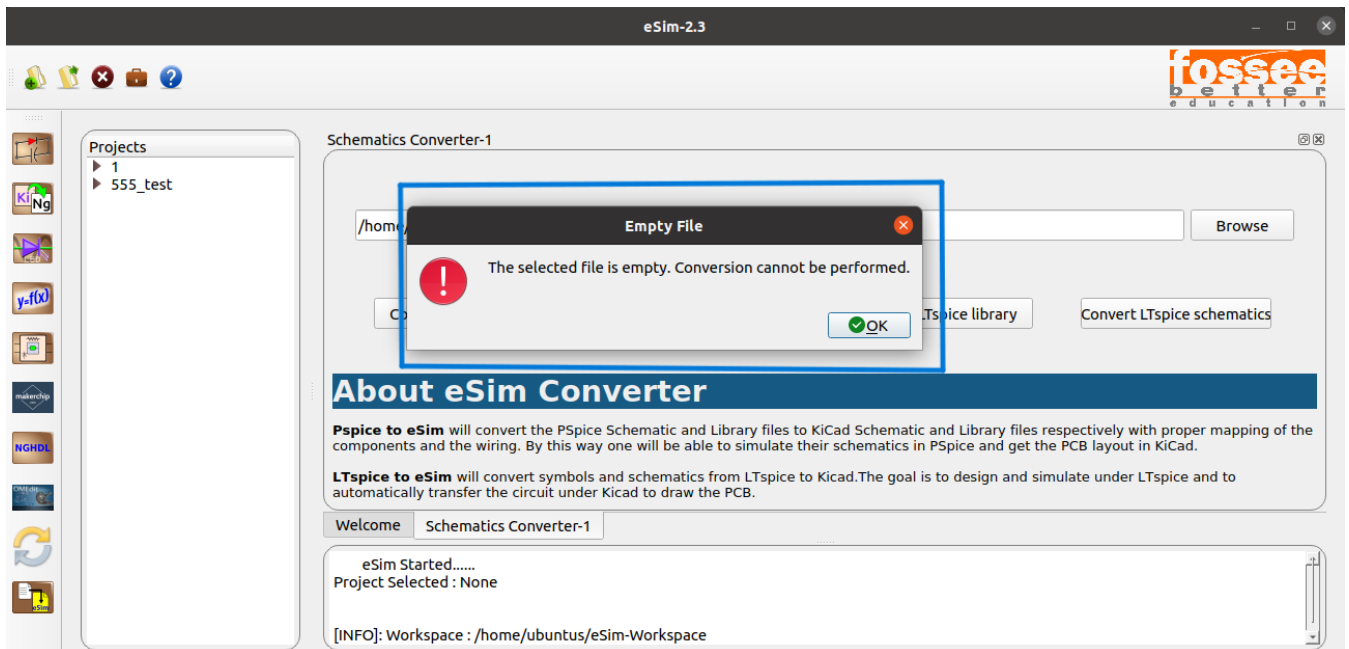 eSim-2.3
fossee
better
education
Projects
1
555_test
Schematics Converter-1
/home/
Browse
Empty File
The selected file is empty. Conversion cannot be performed.
OK
Co
LTspice library
Convert LTspice schematics
About eSim Converter
Pspice to eSim will convert the PSpice Schematic and Library files to KiCad Schematic and Library files respectively with proper mapping of the
components and the wiring. By this way one will be able to simulate their schematics in PSpice and get the PCB layout in KiCad.
LTspice to eSim will convert symbols and schematics from LTspice to Kicad.The goal is to design and simulate under LTspice and to
automatically transfer the circuit under Kicad to draw the PCB.
Welcome
Schematics Converter-1
eSim Started......
Project Selected : None
[INFO]: Workspace : /home/ubuntus/eSim-Workspace
Ki
Ng
y=f(x)
makerchip
NGHDL
eSim